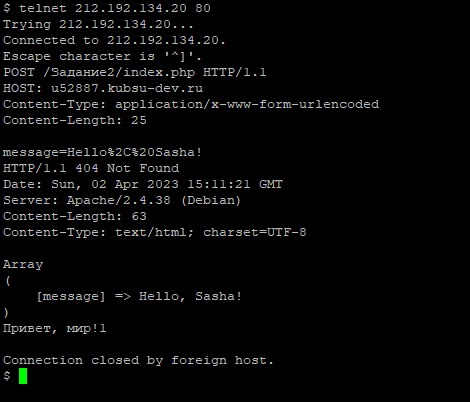 $ telnet 212.192.134.20 80
Trying 212.192.134.20...
Connected to 212.192.134.20.
Escape character is '^]'.
POST /Задание2/index.php HTTP/1.1
HOST: u52887.kubsu-dev.ru
Content-Type: application/x-www-form-urlencoded
Content-Length: 25

message=Hello%2C%20Sasha!
HTTP/1.1 404 Not Found
Date: Sun, 02 Apr 2023 15:11:21 GMT
Server: Apache/2.4.38 (Debian)
Content-Length: 63
Content-Type: text/html; charset=UTF-8

Array
(
    [message] => Hello, Sasha!
)
Привет, мир!1

Connection closed by foreign host.
$